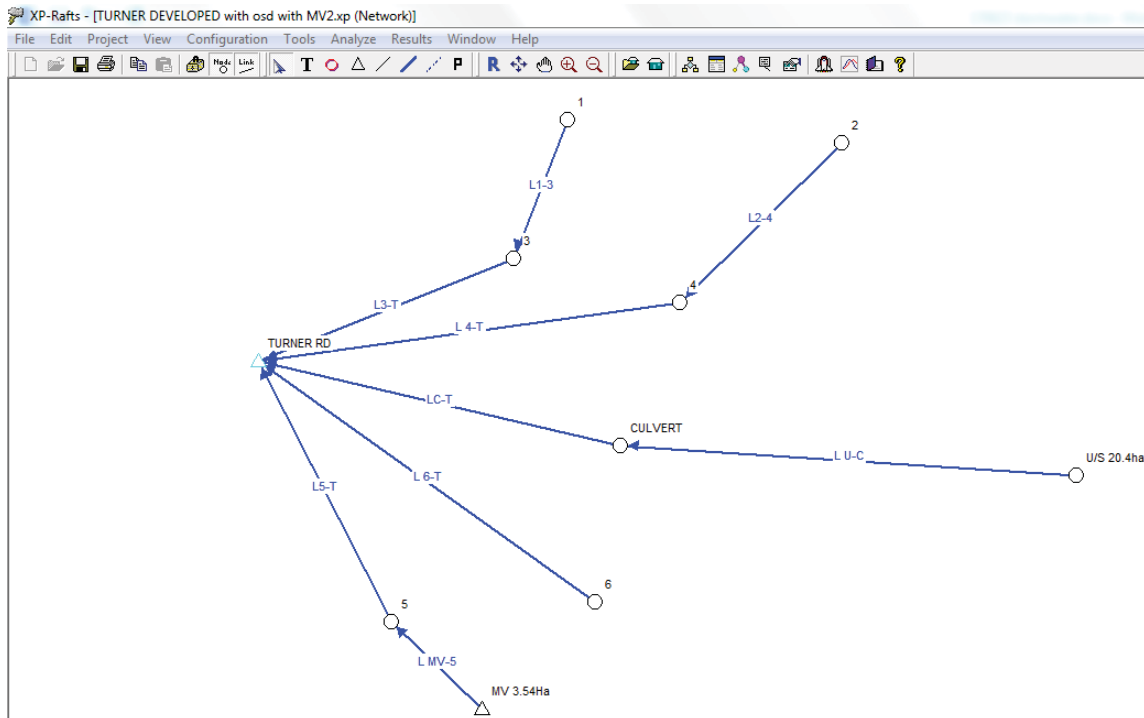 XP-Rafts - [TURNER DEVELOPED with osd with MV2.xp (Network)]
File Edit Project View Configuration Tools Analyze Results Window Help
Node Link T P R ?
1
2
L1-3
L2-4
3
4
L3-T
L 4-T
TURNER RD
LC-T
CULVERT
L U-C
U/S 20.4ha
L5-T
L 6-T
6
5
L MV-5
MV 3.54Ha